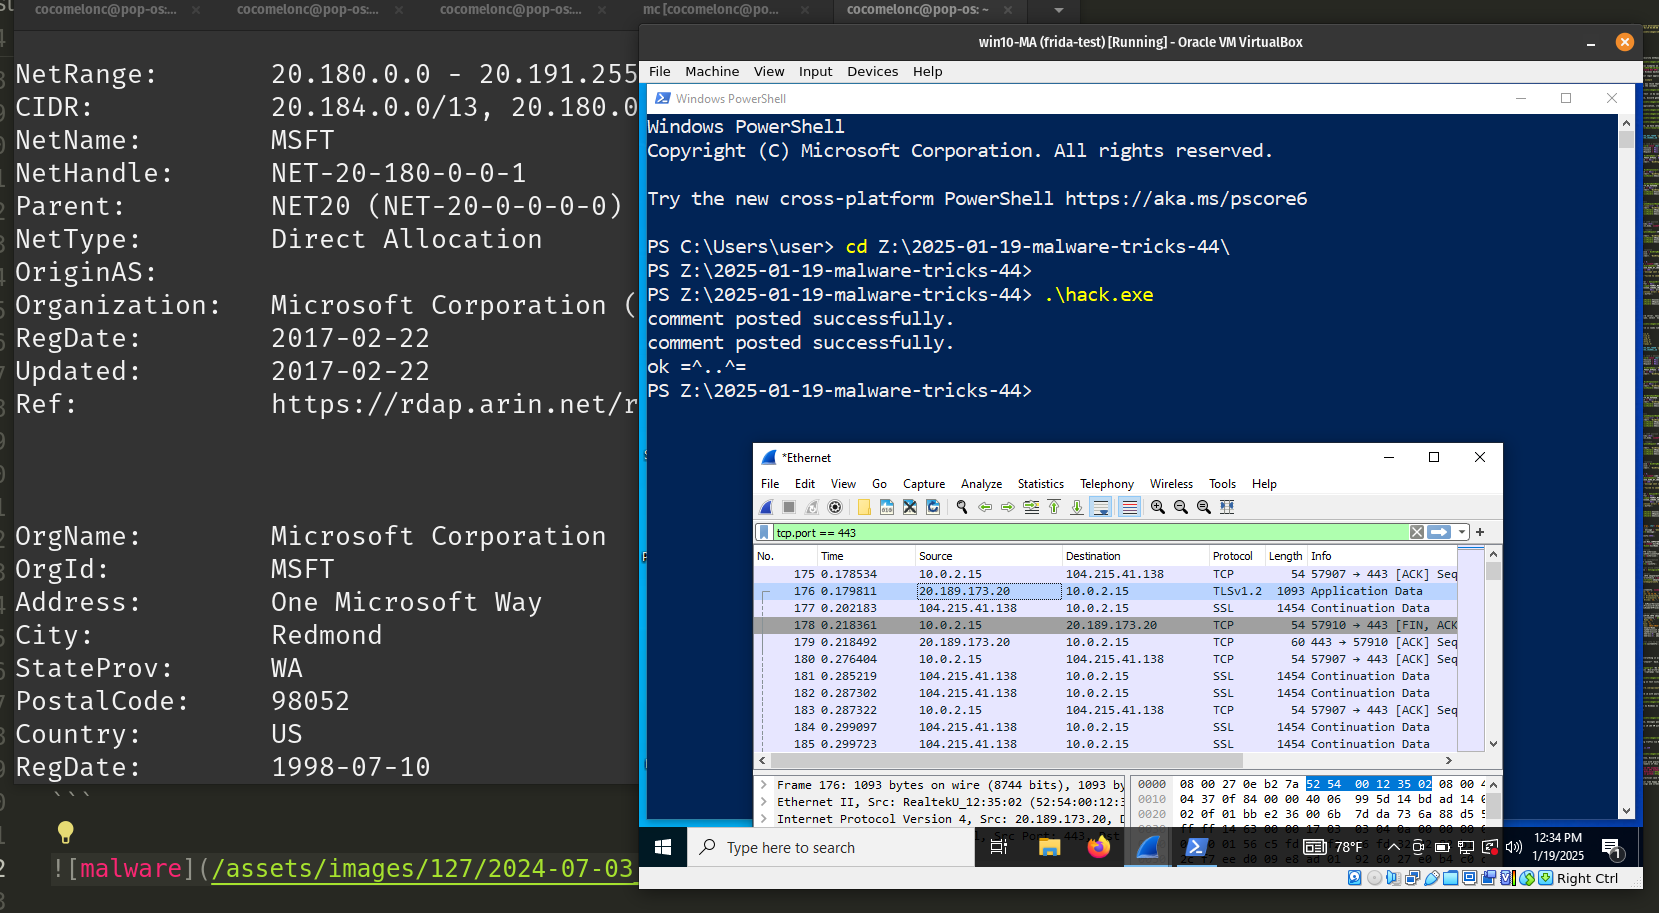 cocomelonc@pop-os:... × cocomelonc@pop-os:... × cocomelonc@pop-os:... × mc [cocomelonc@po... × cocomelonc@pop-os: ~ ×
NetRange: 20.180.0.0 - 20.191.255
CIDR: 20.184.0.0/13, 20.180.0
NetName: MSFT
NetHandle: NET-20-180-0-0-1
Parent: NET20 (NET-20-0-0-0-0)
NetType: Direct Allocation
OriginAS:
Organization: Microsoft Corporation (
RegDate: 2017-02-22
Updated: 2017-02-22
Ref: https://rdap.arin.net/r
OrgName: Microsoft Corporation
OrgId: MSFT
Address: One Microsoft Way
City: Redmond
StateProv: WA
PostalCode: 98052
Country: US
RegDate: 1998-07-10
```
![malware](/assets/images/127/2024-07-03
win10-MA (frida-test) [Running] - Oracle VM VirtualBox
File Machine View Input Devices Help
Windows PowerShell
Windows PowerShell
Copyright (C) Microsoft Corporation. All rights reserved.
Try the new cross-platform PowerShell https://aka.ms/pscore6
PS C:\Users\user> cd Z:\2025-01-19-malware-tricks-44\
PS Z:\2025-01-19-malware-tricks-44>
PS Z:\2025-01-19-malware-tricks-44> .\hack.exe
comment posted successfully.
comment posted successfully.
ok =^..^=
PS Z:\2025-01-19-malware-tricks-44>
*Ethernet
File Edit View Go Capture Analyze Statistics Telephony Wireless Tools Help
tcp.port == 443
No. Time Source Destination Protocol Length Info
175 0.178534 10.0.2.15 104.215.41.138 TCP 54 57907 → 443 [ACK] Seq
176 0.179811 20.189.173.20 10.0.2.15 TLSv1.2 1093 Application Data
177 0.202183 104.215.41.138 10.0.2.15 SSL 1454 Continuation Data
178 0.218361 10.0.2.15 20.189.173.20 TCP 54 57910 → 443 [FIN, ACK
179 0.218492 20.189.173.20 10.0.2.15 TCP 60 443 → 57910 [ACK] Seq
180 0.276404 10.0.2.15 104.215.41.138 TCP 54 57907 → 443 [ACK] Seq
181 0.285219 104.215.41.138 10.0.2.15 SSL 1454 Continuation Data
182 0.287302 104.215.41.138 10.0.2.15 SSL 1454 Continuation Data
183 0.287322 10.0.2.15 104.215.41.138 TCP 54 57907 → 443 [ACK] Seq
184 0.299097 104.215.41.138 10.0.2.15 SSL 1454 Continuation Data
185 0.299723 104.215.41.138 10.0.2.15 SSL 1454 Continuation Data
Frame 176: 1093 bytes on wire (8744 bits), 1093 by
Ethernet II, Src: RealtekU_12:35:02 (52:54:00:12:3
Internet Protocol Version 4, Src: 20.189.173.20, D
0000 08 00 27 0e b2 7a 52 54 00 12 35 02 08 00 4
0010 04 37 0f 84 00 00 40 06 99 5d 14 bd ad 14 0
0020 02 0f 01 bb e2 36 00 6b 7d da 73 6a 88 d5 5
Type here to search
78°F
12:34 PM
1/19/2025
1
Right Ctrl